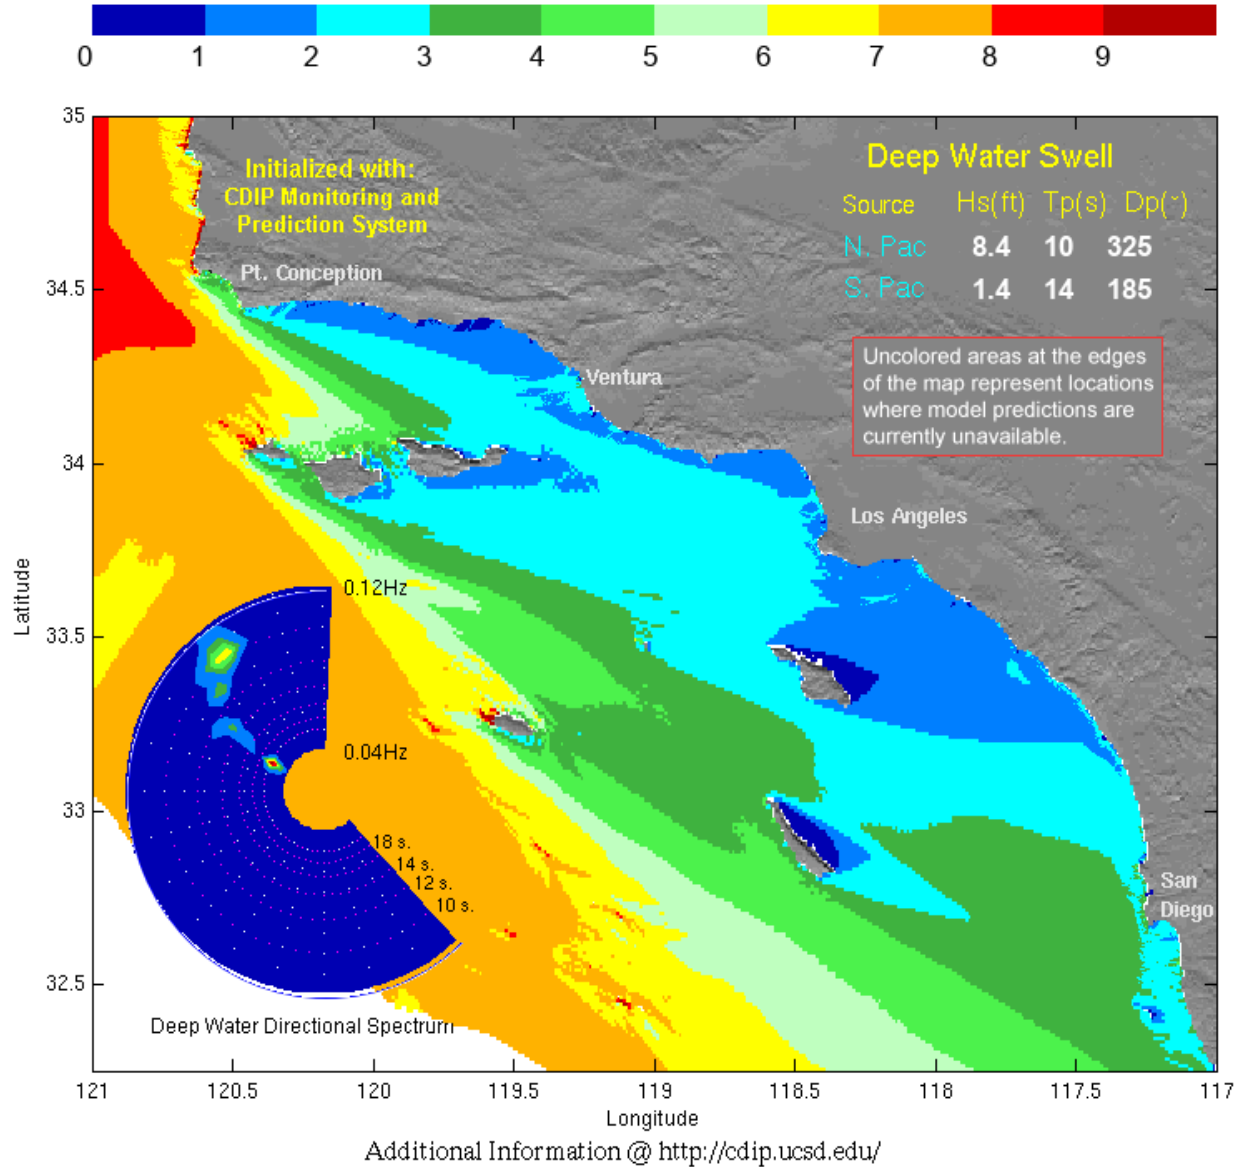 0 1 2 3 4 5 6 7 8 9
35
34.5
34
33.5
33
32.5
Latitude
Initialized with:
CDIP Monitoring and
Prediction System
Pt. Conception
Deep Water Swell
Source Hs(ft) Tp(s) Dp(˜)
N. Pac 8.4 10 325
S. Pac 1.4 14 185
Uncolored areas at the edges
of the map represent locations
where model predictions are
currently unavailable.
Ventura
Los Angeles
San
Diego
0.12Hz
0.04Hz
18 s.
14 s.
12 s.
10 s.
Deep Water Directional Spectrum
121 120.5 120 119.5 119 118.5 118 117.5 117
Longitude
Additional Information @ http://cdip.ucsd.edu/